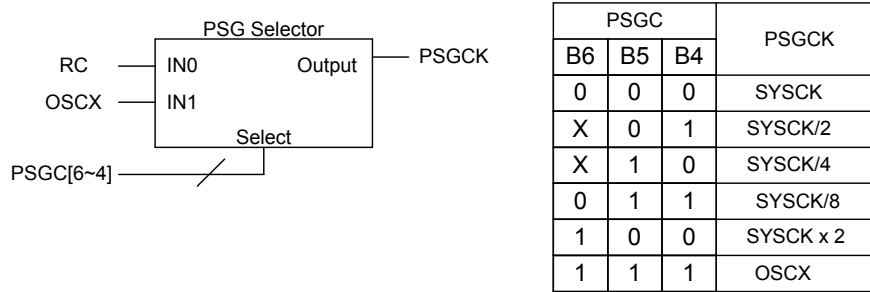 PSG Selector
RC IN0 Output PSGCK
OSCX IN1
Select
PSGC[6~4]
PSGC PSGCK
B6 B5 B4
0 0 0 SYSCK
X 0 1 SYSCK/2
X 1 0 SYSCK/4
0 1 1 SYSCK/8
1 0 0 SYSCK x 2
1 1 1 OSCX